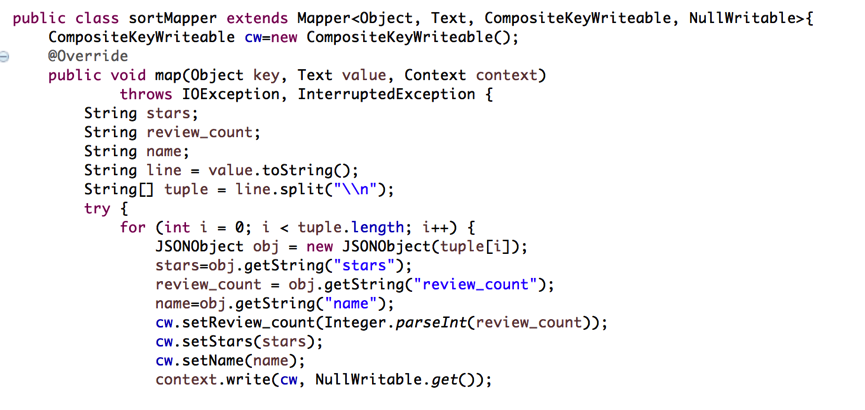 public class sortMapper extends Mapper<Object, Text, CompositeKeyWriteable, NullWritable>{
    CompositeKeyWriteable cw=new CompositeKeyWriteable();
    @Override
    public void map(Object key, Text value, Context context)
            throws IOException, InterruptedException {
        String stars;
        String review_count;
        String name;
        String line = value.toString();
        String[] tuple = line.split("\\n");
        try {
            for (int i = 0; i < tuple.length; i++) {
                JSONObject obj = new JSONObject(tuple[i]);
                stars=obj.getString("stars");
                review_count = obj.getString("review_count");
                name=obj.getString("name");
                cw.setReview_count(Integer.parseInt(review_count));
                cw.setStars(stars);
                cw.setName(name);
                context.write(cw, NullWritable.get());